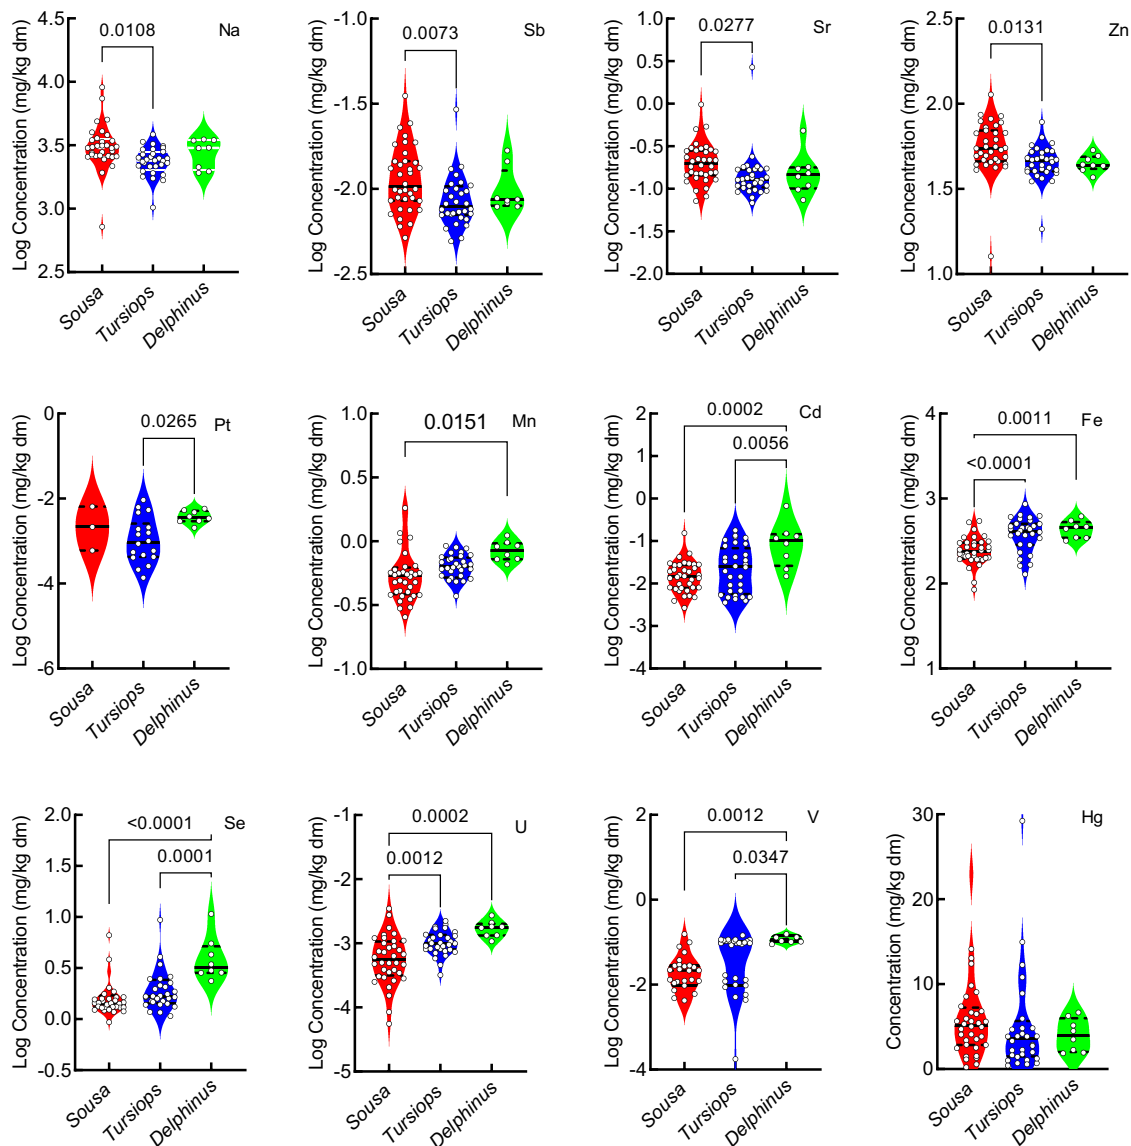 Na
0.0108
Log Concentration (mg/kg dm)
4.5
4.0
3.5
3.0
2.5
Sousa
Tursiops
Delphinus
Sb
0.0073
Log Concentration (mg/kg dm)
-1.0
-1.5
-2.0
-2.5
Sousa
Tursiops
Delphinus
Sr
0.0277
Log Concentration (mg/kg dm)
1.0
0.5
0.0
-0.5
-1.0
-1.5
-2.0
Sousa
Tursiops
Delphinus
Zn
0.0131
Log Concentration (mg/kg dm)
2.5
2.0
1.5
1.0
Sousa
Tursiops
Delphinus
Pt
0.0265
Log Concentration (mg/kg dm)
0
-2
-4
-6
Sousa
Tursiops
Delphinus
Mn
0.0151
Log Concentration (mg/kg dm)
1.0
0.5
0.0
-0.5
-1.0
Sousa
Tursiops
Delphinus
Cd
0.0002
0.0056
Log Concentration (mg/kg dm)
2
1
0
-1
-2
-3
-4
Sousa
Tursiops
Delphinus
Fe
0.0011
<0.0001
Log Concentration (mg/kg dm)
4
3
2
1
Sousa
Tursiops
Delphinus
Se
<0.0001
0.0001
Log Concentration (mg/kg dm)
2.0
1.5
1.0
0.5
0.0
-0.5
Sousa
Tursiops
Delphinus
U
0.0002
0.0012
Log Concentration (mg/kg dm)
-1
-2
-3
-4
-5
Sousa
Tursiops
Delphinus
V
0.0012
0.0347
Log Concentration (mg/kg dm)
2
0
-2
-4
Sousa
Tursiops
Delphinus
Hg
Concentration (mg/kg dm)
30
20
10
0
Sousa
Tursiops
Delphinus